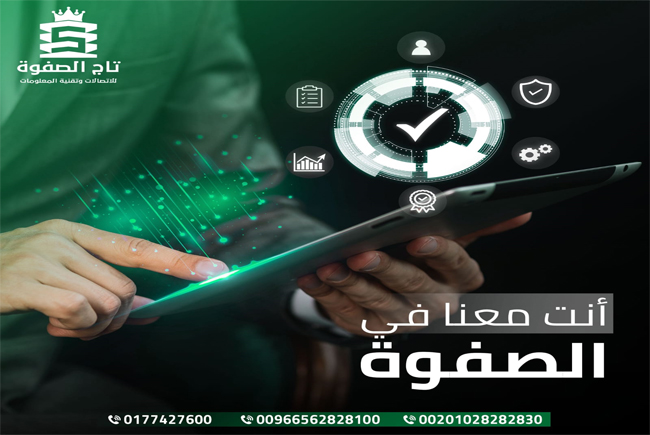 تاج الصفوة
للاتصالات وتقنية المعلومات
أنت معنا في
الصفوة
0177427600 00966562828100 00201028282830